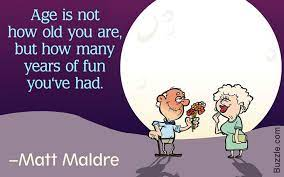 Age is not
how old you are,
but how many
years of fun
you've had.
–Matt Maldre
Buzzle.com